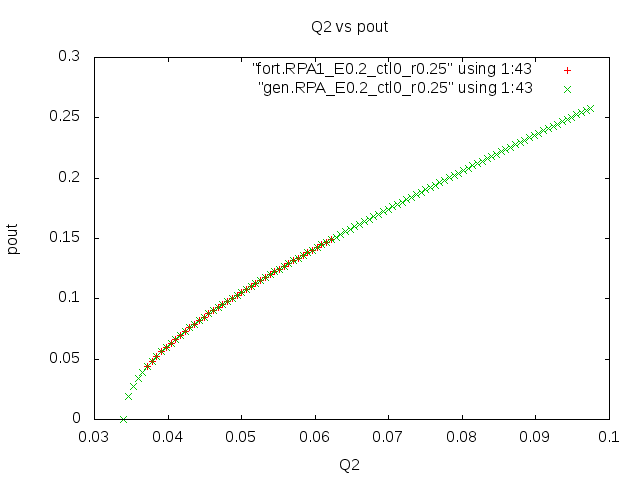 Q2 vs pout
0.3
"fort.RPA1_E0.2_ctl0_r0.25" using 1:43
"gen.RPA_E0.2_ctl0_r0.25" using 1:43
0.25
0.2
pout
0.15
0.1
0.05
0
0.03 0.04 0.05 0.06 0.07 0.08 0.09 0.1
Q2